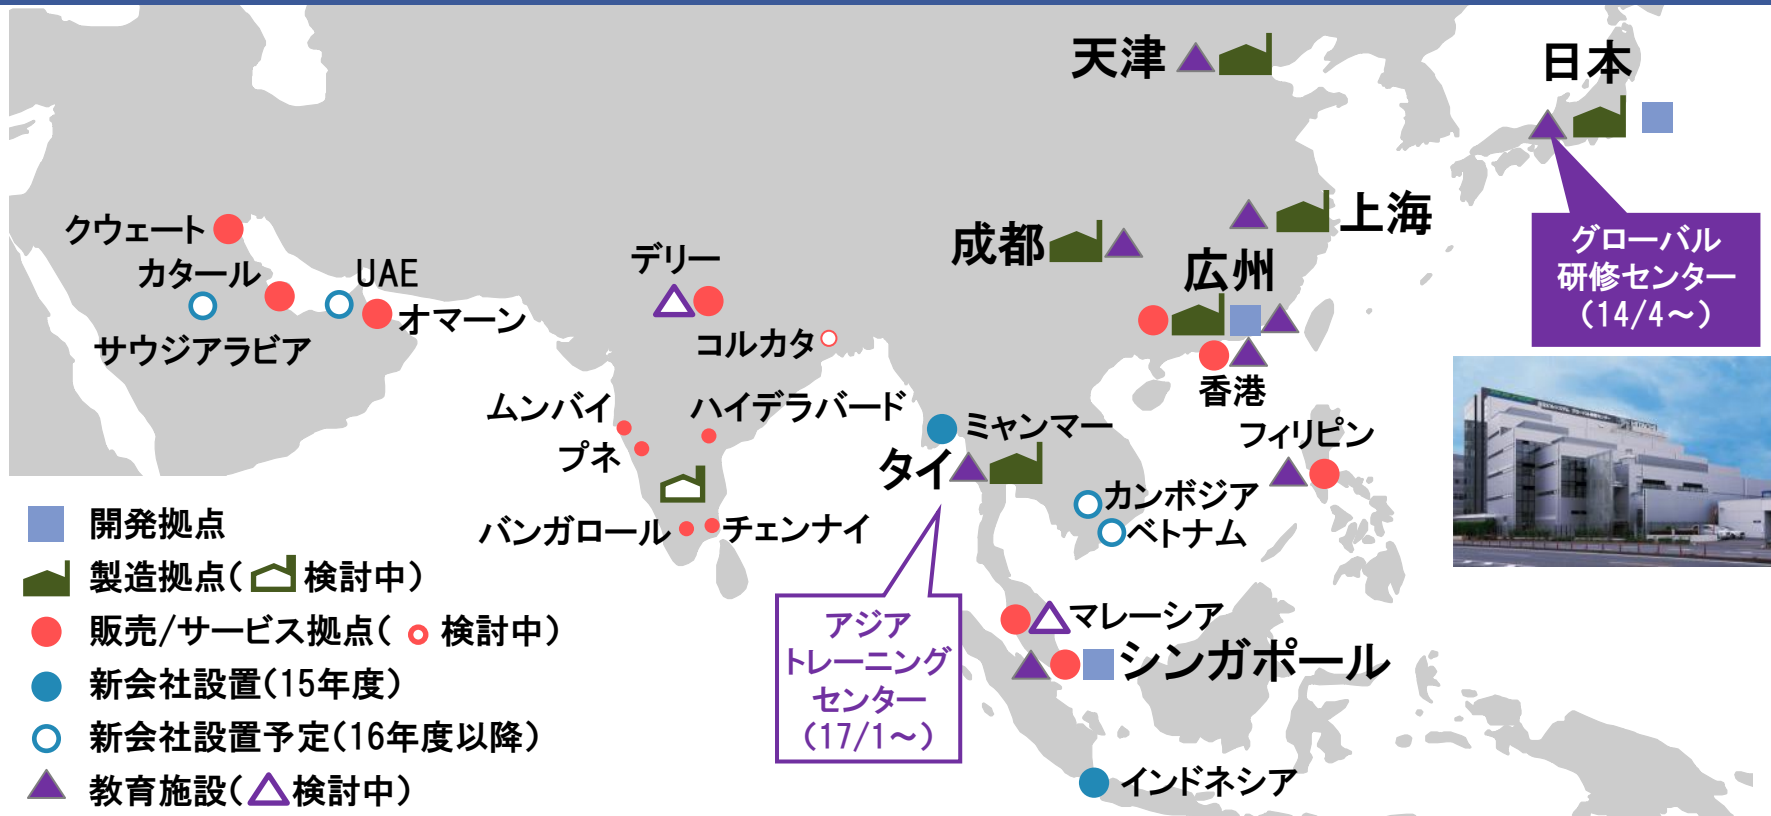 天津
日本
上海
成都
広州
クウェート
カタール
UAE
オマーン
サウジアラビア
デリー
コルカタ
香港
グローバル
研修センター
(14/4～)
ムンバイ
ハイデラバード
プネ
ミャンマー
フィリピン
タイ
カンボジア
ベトナム
バンガロール
チェンナイ
開発拠点
製造拠点( 検討中)
販売/サービス拠点( 検討中)
新会社設置(15年度)
新会社設置予定(16年度以降)
教育施設( 検討中)
アジア
トレーニング
センター
(17/1～)
マレーシア
シンガポール
インドネシア